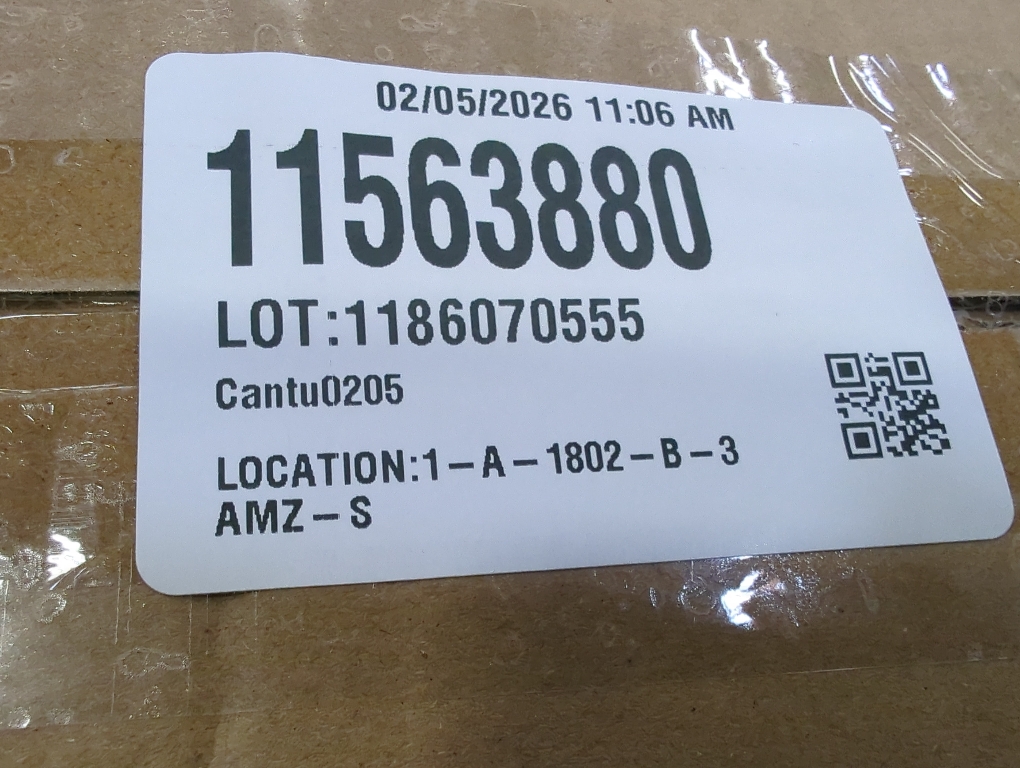 02/05/2026 11:06 AM
11563880
LOT:1186070555
Cantu0205
LOCATION:1-A-1802-B-3
AMZ-S